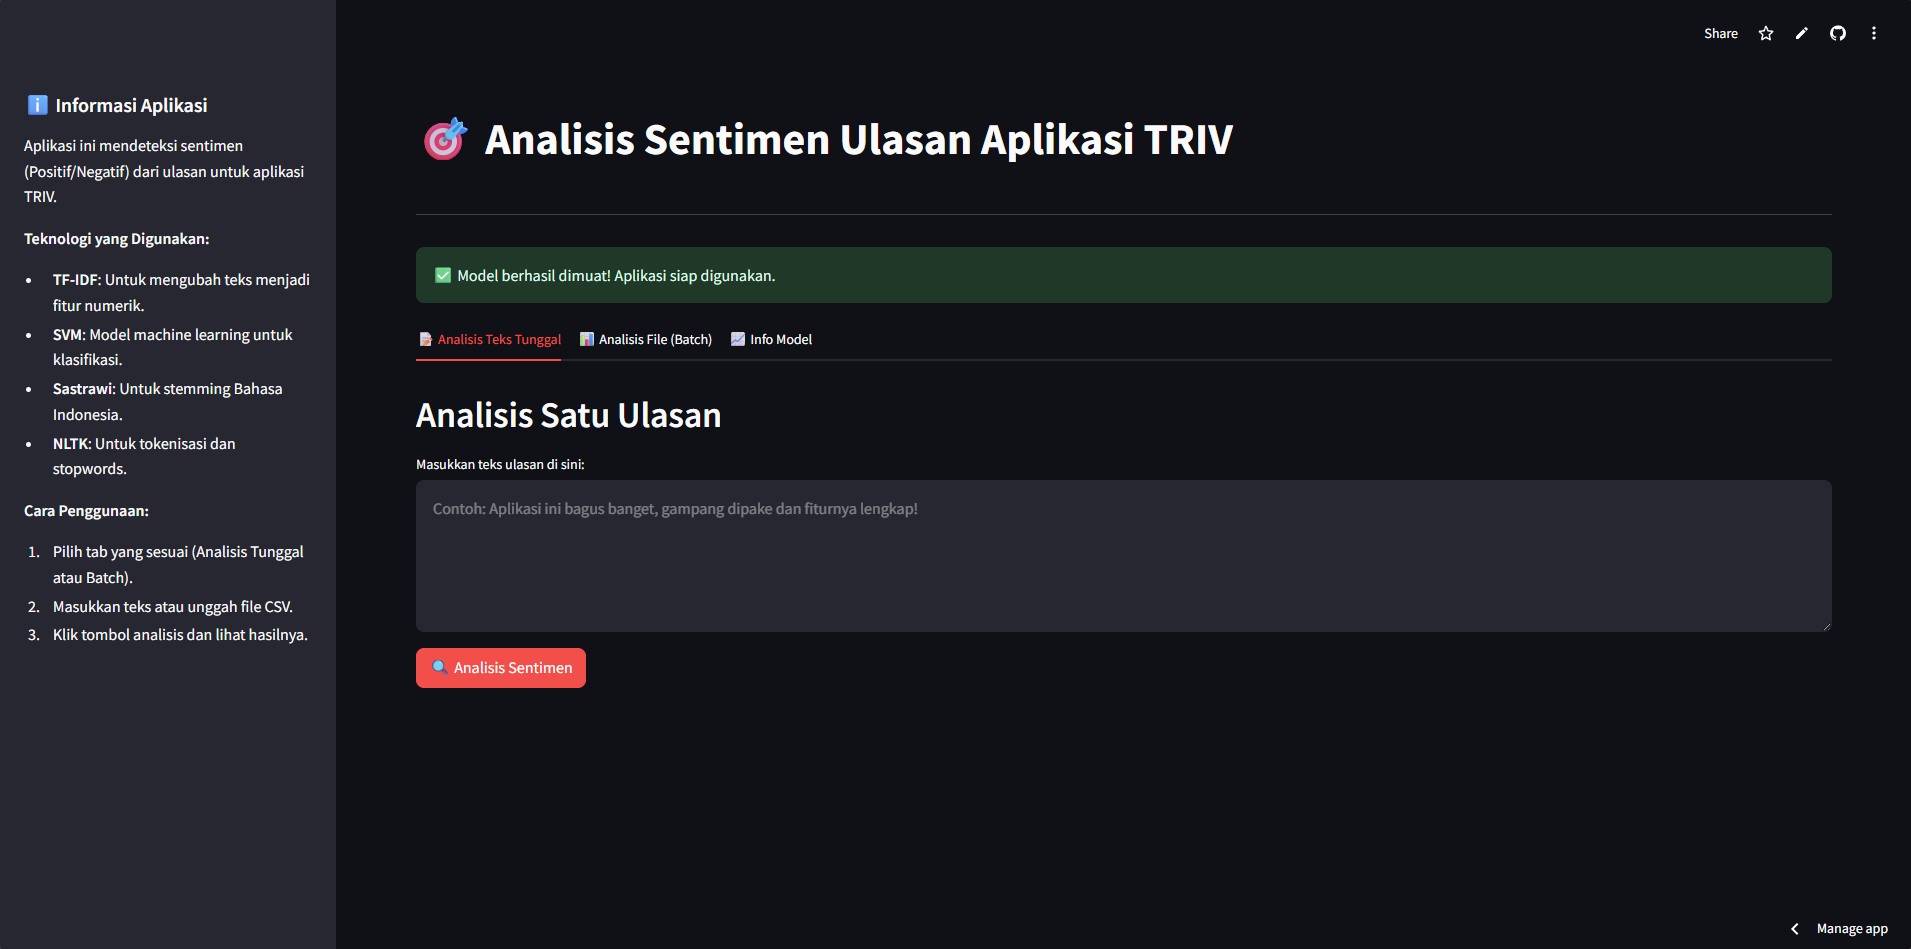 Share
Informasi Aplikasi
Aplikasi ini mendeteksi sentimen
(Positif/Negatif) dari ulasan untuk aplikasi
TRIV.
Teknologi yang Digunakan:
• TF-IDF: Untuk mengubah teks menjadi
fitur numerik.
• SVM: Model machine learning untuk
klasifikasi.
• Sastrawi: Untuk stemming Bahasa
Indonesia.
• NLTK: Untuk tokenisasi dan
stopwords.
Cara Penggunaan:
1. Pilih tab yang sesuai (Analisis Tunggal
atau Batch).
2. Masukkan teks atau unggah file CSV.
3. Klik tombol analisis dan lihat hasilnya.
Analisis Sentimen Ulasan Aplikasi TRIV
Model berhasil dimuat! Aplikasi siap digunakan.
Analisis Teks Tunggal Analisis File (Batch) Info Model
Analisis Satu Ulasan
Masukkan teks ulasan di sini:
Contoh: Aplikasi ini bagus banget, gampang dipake dan fiturnya lengkap!
Analisis Sentimen
Manage app